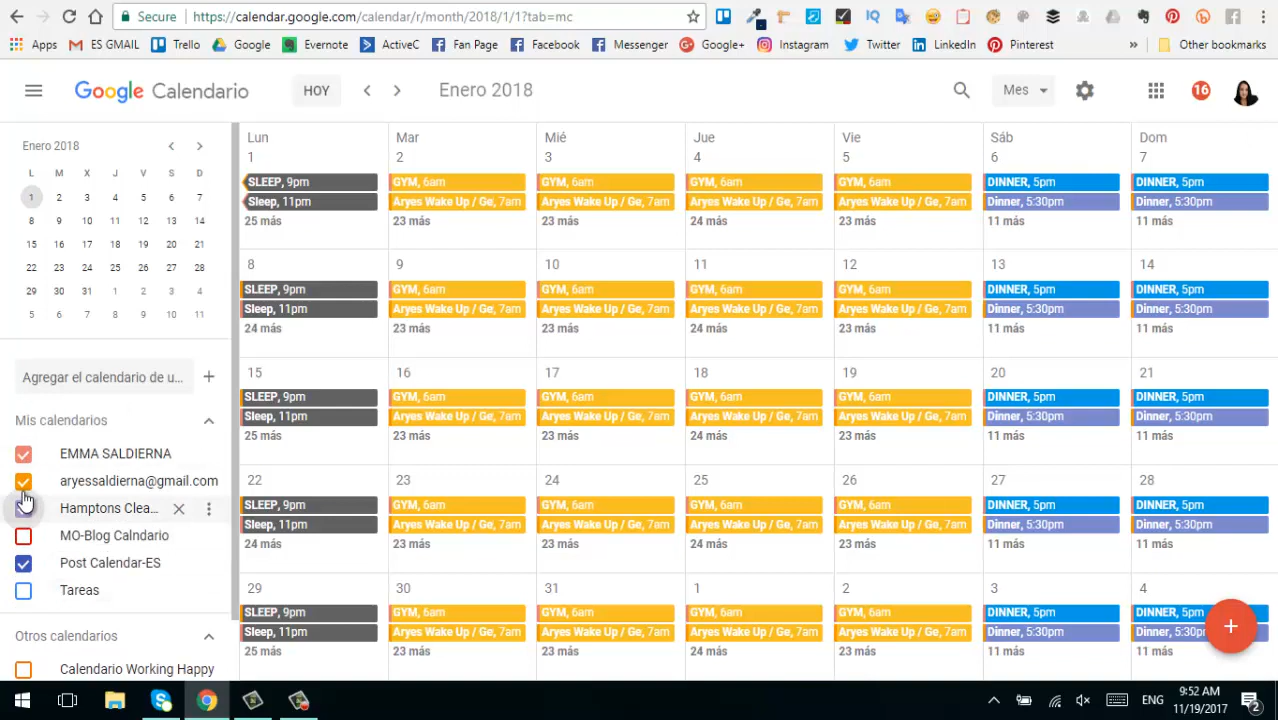 Secure https://calendar.google.com/calendar/r/month/2018/1/1?tab=mc
Apps ES GMAIL Trello Google Evernote ActiveC Fan Page Facebook Messenger Google+ Instagram Twitter LinkedIn Pinterest » Other bookmarks
Google Calendario HOY Enero 2018 Mes 16
Enero 2018
L M X J V S D
1 2 3 4 5 6 7
8 9 10 11 12 13 14
15 16 17 18 19 20 21
22 23 24 25 26 27 28
29 30 31 1 2 3 4
5 6 7 8 9 10 11
Agregar el calendario de u... +
Mis calendarios
EMMA SALDIERNA
aryessaldierna@gmail.com
Hamptons Clea...
MO-Blog Calndario
Post Calendar-ES
Tareas
Otros calendarios
Calendario Working Happy
Lun Mar Mié Jue Vie Sáb Dom
1 2 3 4 5 6 7
SLEEP, 9pm GYM, 6am GYM, 6am GYM, 6am GYM, 6am DINNER, 5pm DINNER, 5pm
Sleep, 11pm Aryes Wake Up / Ge, 7am Aryes Wake Up / Ge, 7am Aryes Wake Up / Ge, 7am Aryes Wake Up / Ge, 7am Dinner, 5:30pm Dinner, 5:30pm
25 más 23 más 23 más 23 más 23 más 11 más 11 más
8 9 10 11 12 13 14
SLEEP, 9pm GYM, 6am GYM, 6am GYM, 6am GYM, 6am DINNER, 5pm DINNER, 5pm
Sleep, 11pm Aryes Wake Up / Ge, 7am Aryes Wake Up / Ge, 7am Aryes Wake Up / Ge, 7am Aryes Wake Up / Ge, 7am Dinner, 5:30pm Dinner, 5:30pm
24 más 23 más 23 más 24 más 23 más 11 más 11 más
15 16 17 18 19 20 21
SLEEP, 9pm GYM, 6am GYM, 6am GYM, 6am GYM, 6am DINNER, 5pm DINNER, 5pm
Sleep, 11pm Aryes Wake Up / Ge, 7am Aryes Wake Up / Ge, 7am Aryes Wake Up / Ge, 7am Aryes Wake Up / Ge, 7am Dinner, 5:30pm Dinner, 5:30pm
25 más 23 más 23 más 23 más 23 más 11 más 11 más
22 23 24 25 26 27 28
SLEEP, 9pm GYM, 6am GYM, 6am GYM, 6am GYM, 6am DINNER, 5pm DINNER, 5pm
Sleep, 11pm Aryes Wake Up / Ge, 7am Aryes Wake Up / Ge, 7am Aryes Wake Up / Ge, 7am Aryes Wake Up / Ge, 7am Dinner, 5:30pm Dinner, 5:30pm
24 más 23 más 23 más 24 más 23 más 11 más 11 más
29 30 31 1 2 3 4
SLEEP, 9pm GYM, 6am GYM, 6am GYM, 6am GYM, 6am DINNER, 5pm DINNER, 5pm
Sleep, 11pm Aryes Wake Up / Ge, 7am Aryes Wake Up / Ge, 7am Aryes Wake Up / Ge, 7am Aryes Wake Up / Ge, 7am Dinner, 5:30pm Dinner, 5:30p
25 más 23 más 23 más 24 más 23 más 11 más 11 más
ENG 9:52 AM
11/19/2017 2